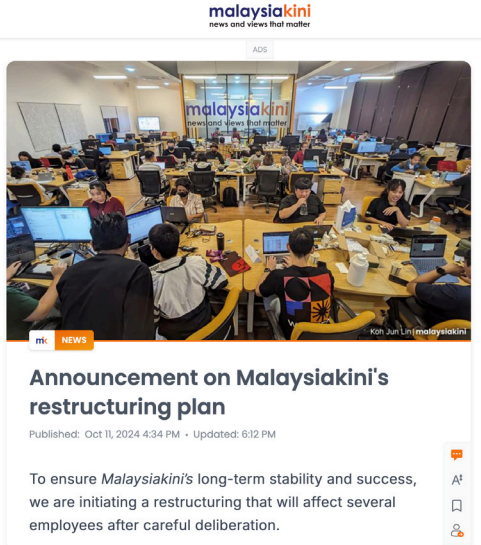 malaysiakini
news and views that matter
ADS
malaysiakini
news and views that matter
Koh Jun Lin | malaysiakini
mk NEWS
Announcement on Malaysiakini's
restructuring plan
Published: Oct 11, 2024 4:34 PM • Updated: 6:12 PM
To ensure Malaysiakini's long-term stability and success,
we are initiating a restructuring that will affect several
employees after careful deliberation.